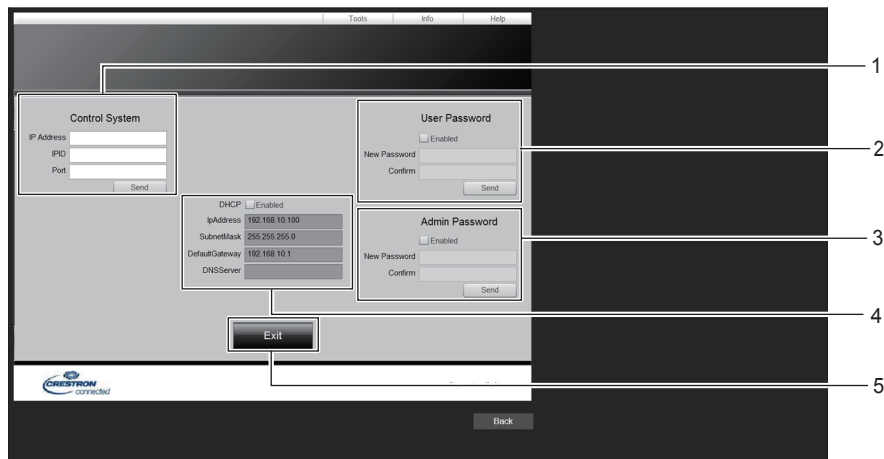 Tools Info Help
1
Control System
IP Address
IPID
Port
Send
User Password
Enabled
New Password
Confirm
Send
2
DHCP Enabled
IpAddress 192.168.10.100
SubnetMask 255.255.255.0
DefaultGateway 192.168.10.1
DNSServer
Admin Password
Enabled
New Password
Confirm
Send
3
4
Exit
CRESTRON
connected
5
Back